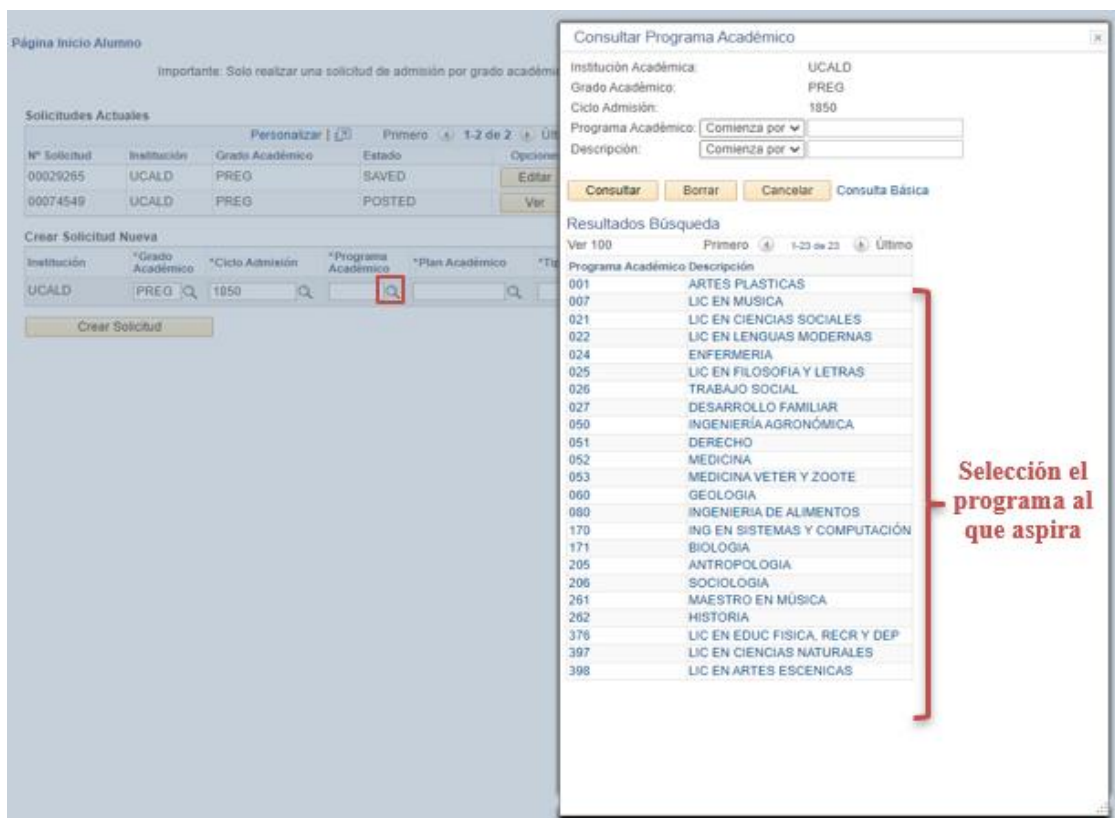 Página Inicio Alumno
Importante: Solo realizar una solicitud de admisión por grado académi
Solicitudes Actuales
Personalizar | Primero 1-2 de 2 Últ
Nº Solicitud Institución Grado Académico Estado Opciones
00029265 UCALD PREG SAVED Editar
00074549 UCALD PREG POSTED Ver
Crear Solicitud Nueva
Institución *Grado Académico *Ciclo Admisión *Programa Académico *Plan Académico *Tip
UCALD PREG 1850
Crear Solicitud
Consultar Programa Académico
Institución Académica: UCALD
Grado Académico: PREG
Ciclo Admisión: 1850
Programa Académico: Comienza por
Descripción: Comienza por
Consultar Borrar Cancelar Consulta Básica
Resultados Búsqueda
Ver 100 Primero 1-23 de 23 Último
Programa Académico Descripción
001 ARTES PLASTICAS
007 LIC EN MUSICA
021 LIC EN CIENCIAS SOCIALES
022 LIC EN LENGUAS MODERNAS
024 ENFERMERIA
025 LIC EN FILOSOFIA Y LETRAS
026 TRABAJO SOCIAL
027 DESARROLLO FAMILIAR
050 INGENIERÍA AGRONÓMICA
051 DERECHO
052 MEDICINA
053 MEDICINA VETER Y ZOOTE
060 GEOLOGIA
080 INGENIERIA DE ALIMENTOS
170 ING EN SISTEMAS Y COMPUTACIÓN
171 BIOLOGIA
205 ANTROPOLOGIA
206 SOCIOLOGIA
261 MAESTRO EN MÚSICA
262 HISTORIA
376 LIC EN EDUC FISICA, RECR Y DEP
397 LIC EN CIENCIAS NATURALES
398 LIC EN ARTES ESCENICAS
Selección el
programa al
que aspira